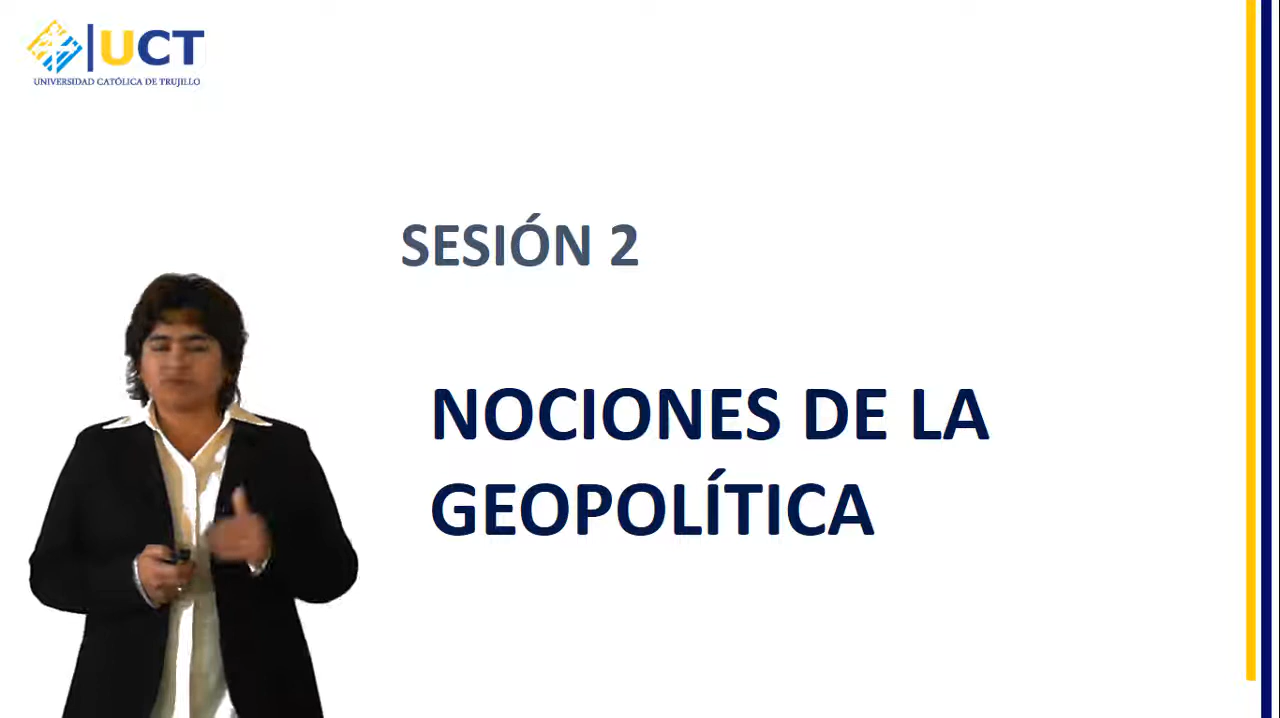 UCT
UNIVERSIDAD CATÓLICA DE TRUJILLO
SESIÓN 2
NOCIONES DE LA
GEOPOLÍTICA